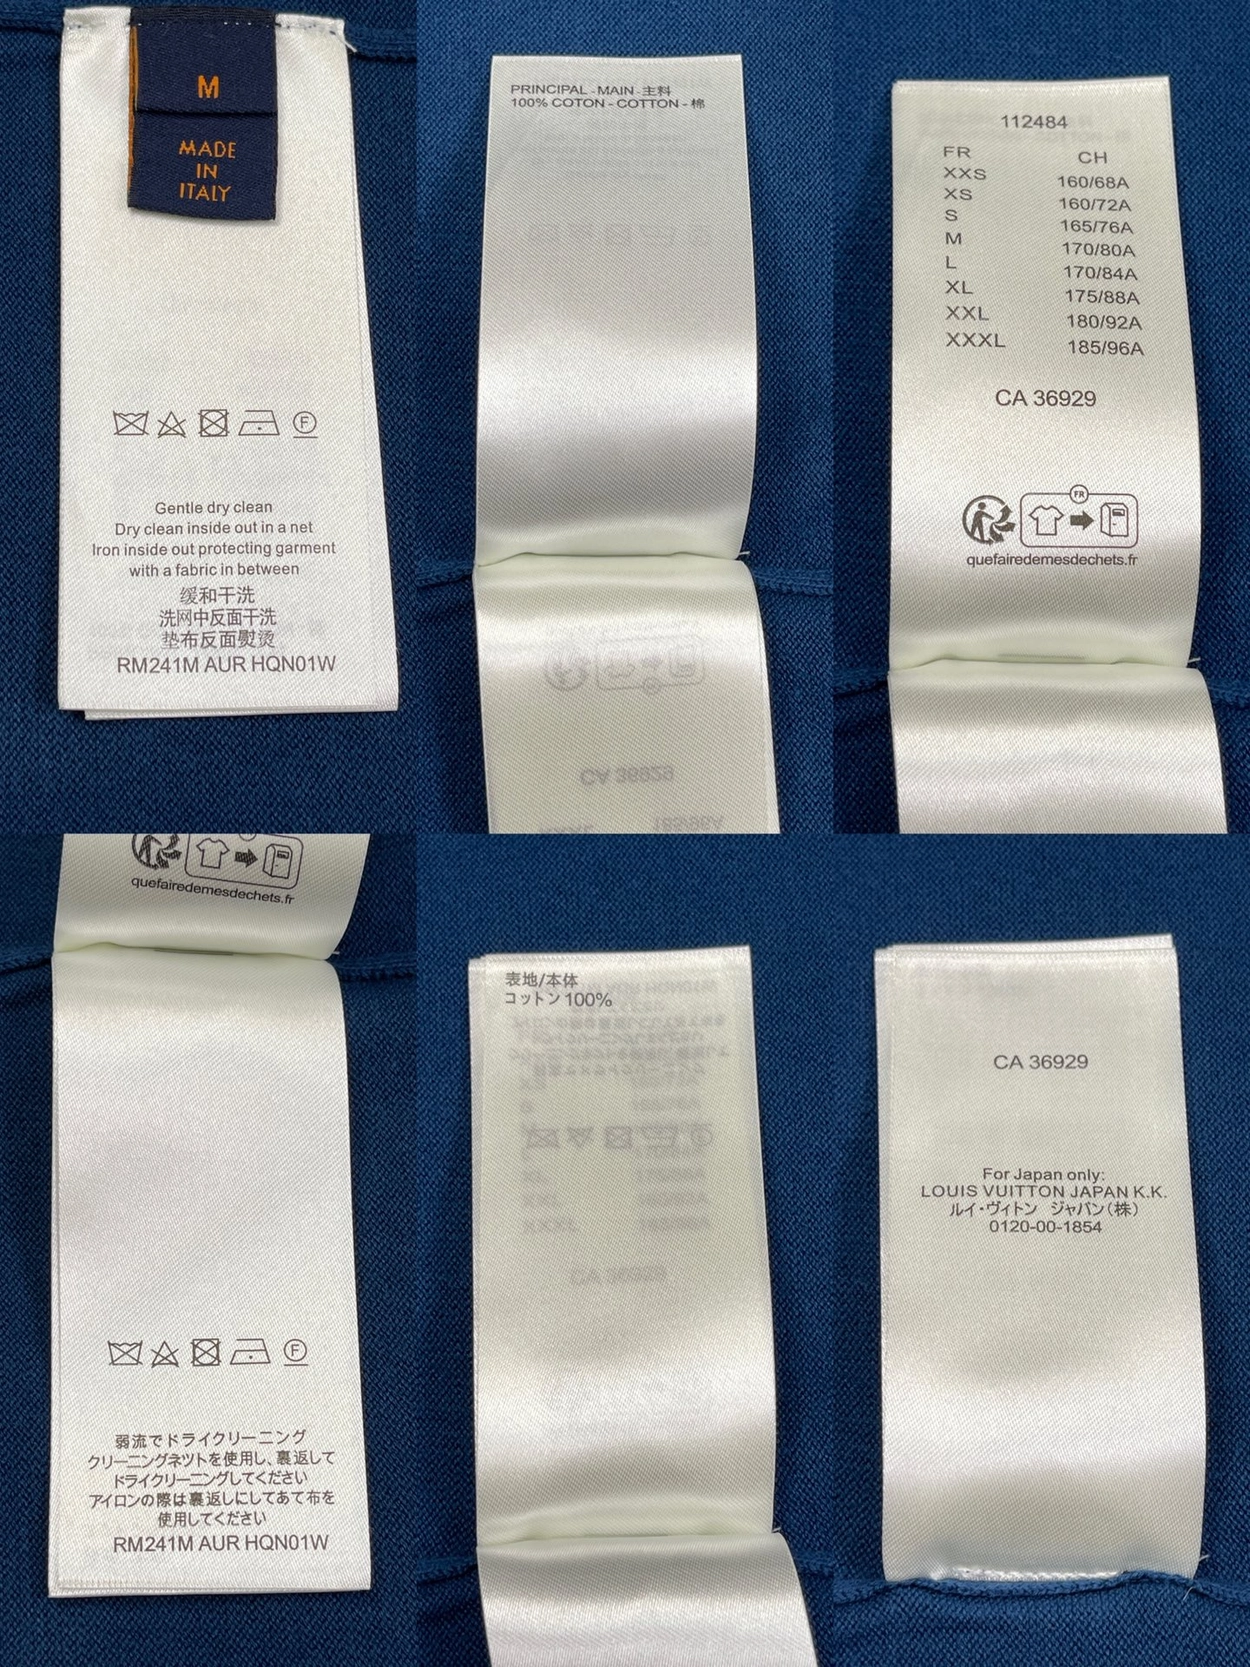 M
MADE
IN
ITALY
Gentle dry clean
Dry clean inside out in a net
Iron inside out protecting garment
with a fabric in between
缓和干洗
洗网中反面干洗
垫布反面熨烫
RM241M AUR HQN01W
PRINCIPAL - MAIN - 主料
100% COTON - COTTON - 棉
CA 36929
112484
FR CH
XXS 160/68A
XS 160/72A
S 165/76A
M 170/80A
L 170/84A
XL 175/88A
XXL 180/92A
XXXL 185/96A
CA 36929
FR
quefairedemesdechets.fr
quefairedemesdechets.fr
F
弱流でドライクリーニング
クリーニングネツトを使用し、裏返して
ドライクリーニングしてください
アイロンの際は裏返しにしてあて布を
使用してください
RM241M AUR HQN01W
表地/本体
コットン 100%
CA 36929
For Japan only:
LOUIS VUITTON JAPAN K.K.
ルイ・ヴィトン ジャパン(株)
0120-00-1854